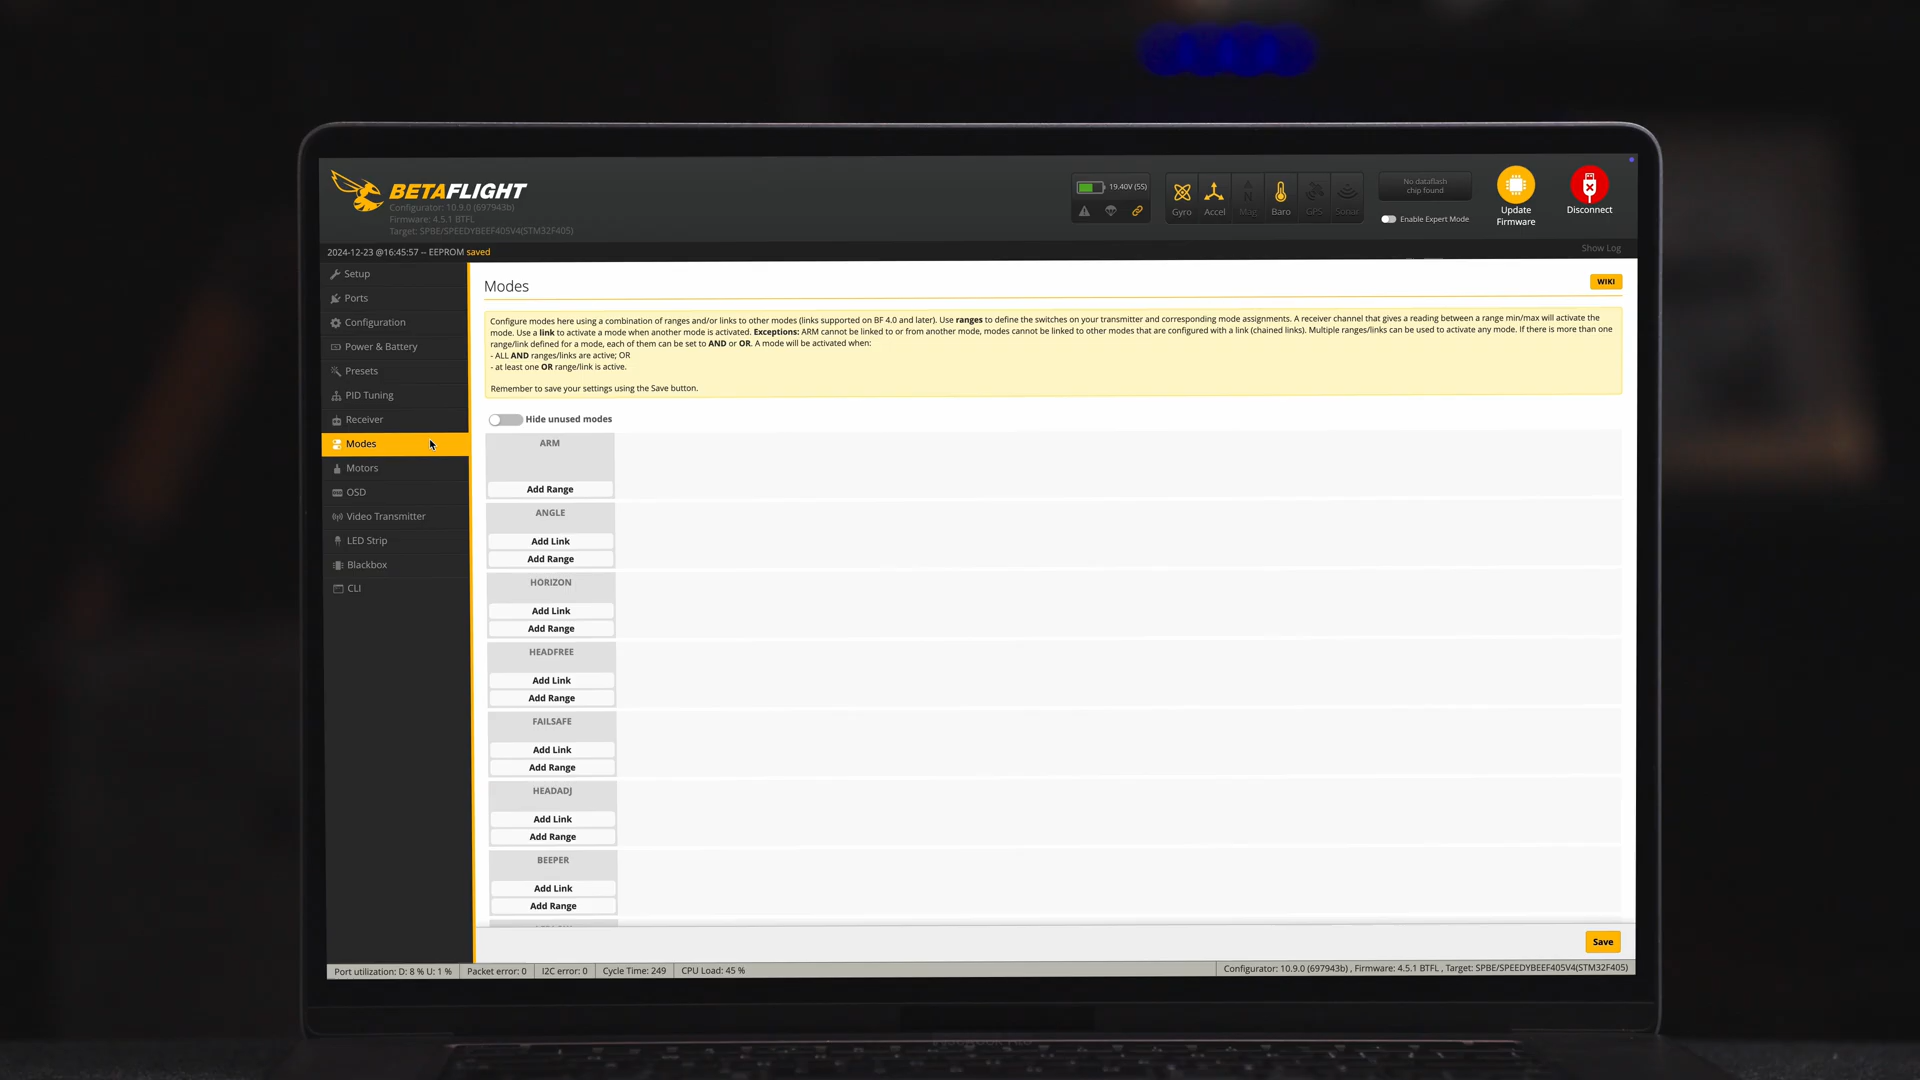 BETAFLIGHT
Configurator: 10.9.0 (697943b)
Firmware: 4.5.1 BTFL
Target: SPBE/SPEEDYBEEF405V4(STM32F405)
19.40V (5S)
Gyro
Accel
Mag
Baro
GPS
Sonar
No dataflash
chip found
Enable Expert Mode
Update
Firmware
Disconnect
2024-12-23 @16:45:57 -- EEPROM saved
Show Log
Setup
Ports
Configuration
Power & Battery
Presets
PID Tuning
Receiver
Modes
Motors
OSD
Video Transmitter
LED Strip
Blackbox
CLI
Modes
WIKI
Configure modes here using a combination of ranges and/or links to other modes (links supported on BF 4.0 and later). Use ranges to define the switches on your transmitter and corresponding mode assignments. A receiver channel that gives a reading between a range min/max will activate the
mode. Use a link to activate a mode when another mode is activated. Exceptions: ARM cannot be linked to or from another mode, modes cannot be linked to other modes that are configured with a link (chained links). Multiple ranges/links can be used to activate any mode. If there is more than one
range/link defined for a mode, each of them can be set to AND or OR. A mode will be activated when:
- ALL AND ranges/links are active; OR
- at least one OR range/link is active.
Remember to save your settings using the Save button.
Hide unused modes
ARM
Add Range
ANGLE
Add Link
Add Range
HORIZON
Add Link
Add Range
HEADFREE
Add Link
Add Range
FAILSAFE
Add Link
Add Range
HEADADJ
Add Link
Add Range
BEEPER
Add Link
Add Range
Save
Port utilization: D: 8 % U: 1 %
Packet error: 0
I2C error: 0
Cycle Time: 249
CPU Load: 45 %
Configurator: 10.9.0 (697943b) , Firmware: 4.5.1 BTFL , Target: SPBE/SPEEDYBEEF405V4(STM32F405)